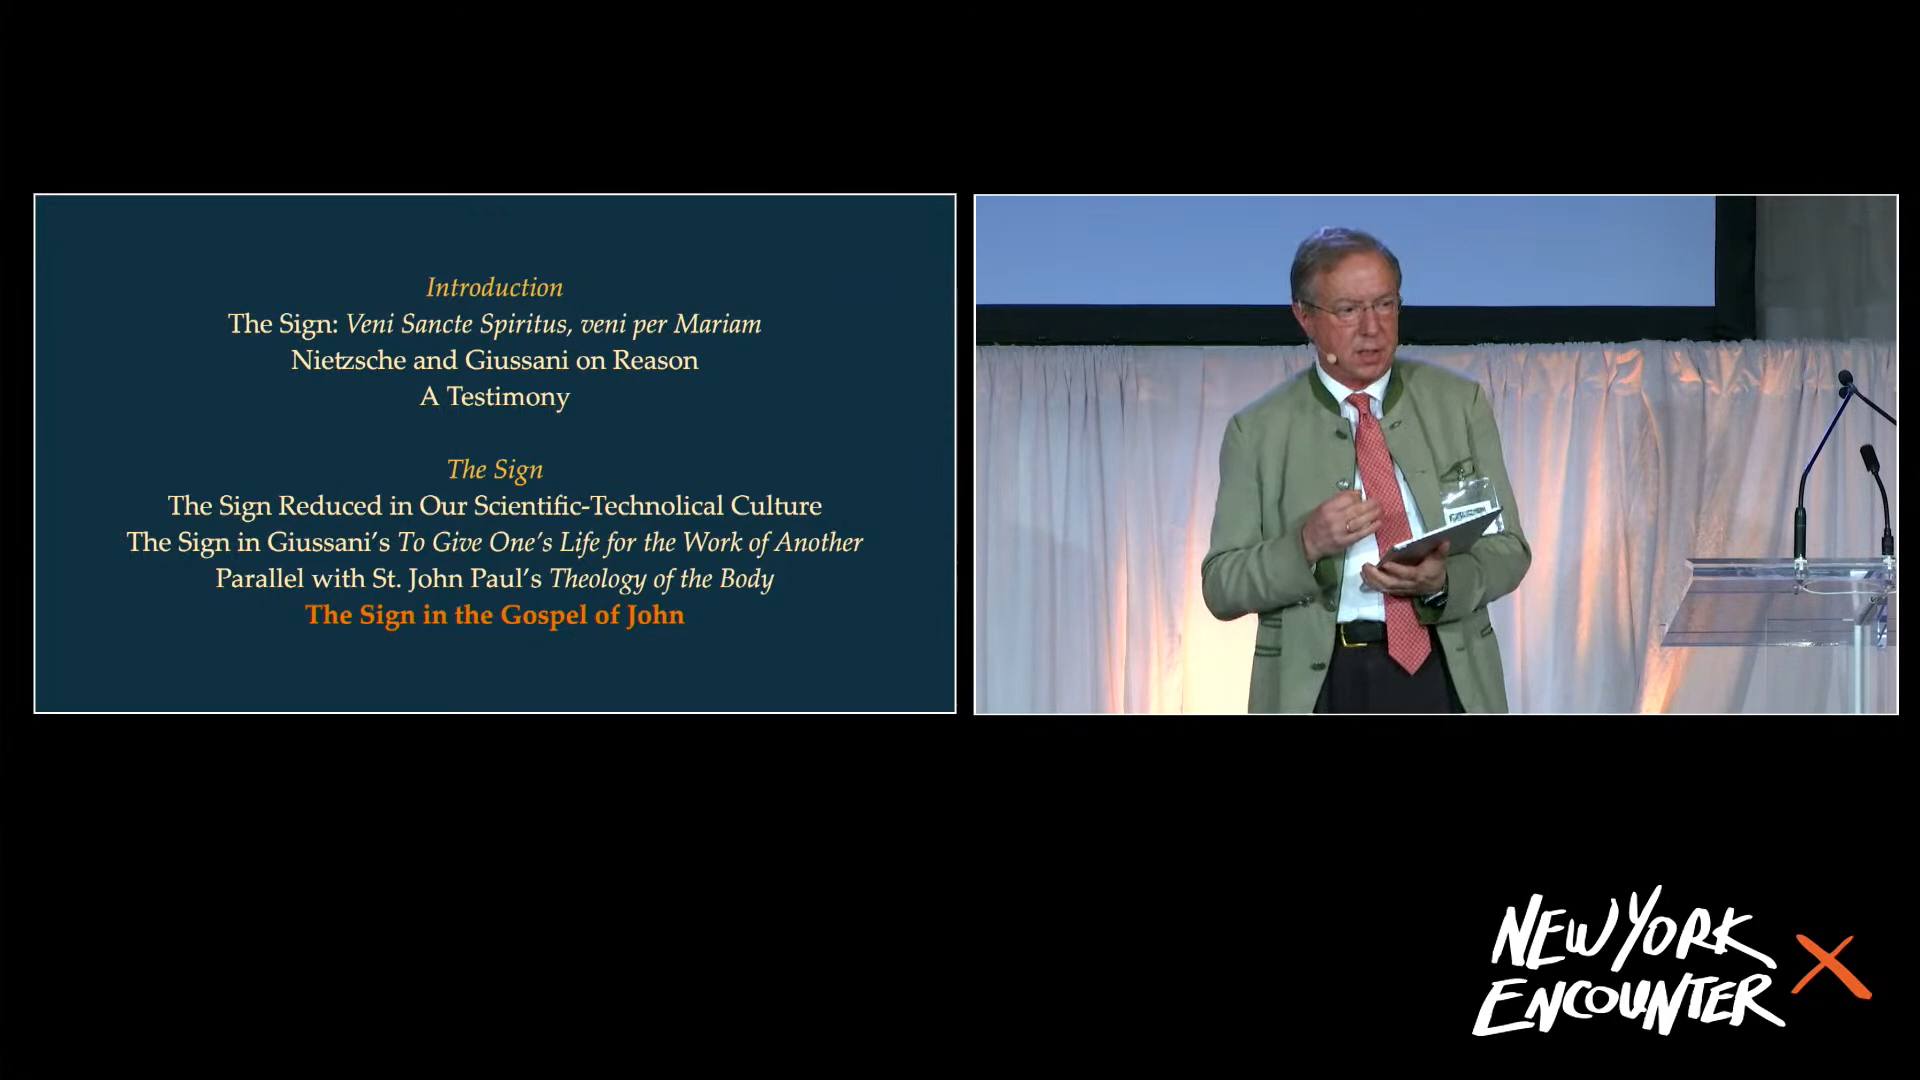 Introduction
The Sign: Veni Sancte Spiritus, veni per Mariam
Nietzsche and Giussani on Reason
A Testimony
The Sign
The Sign Reduced in Our Scientific-Technolical Culture
The Sign in Giussani's To Give One's Life for the Work of Another
Parallel with St. John Paul's Theology of the Body
The Sign in the Gospel of John
NEW YORK
ENCOUNTER